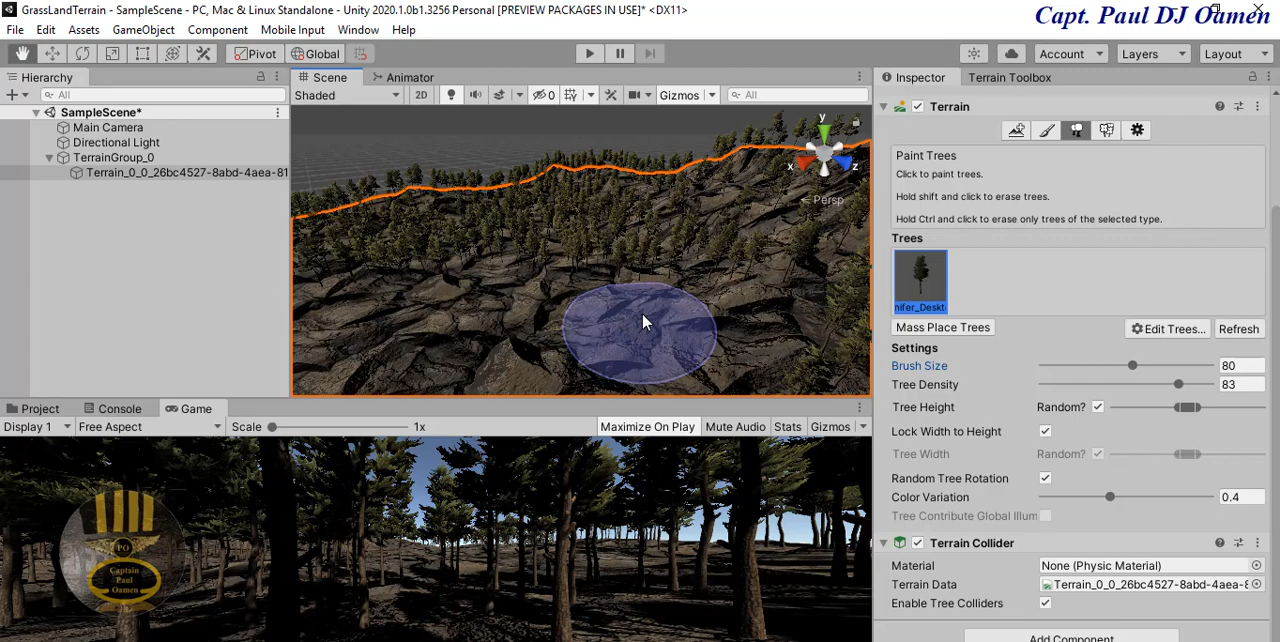 GrassLandTerrain - SampleScene - PC, Mac & Linux Standalone - Unity 2020.1.0b1.3256 Personal [PREVIEW PACKAGES IN USE]* <DX11>
Capt. Paul DJ Oamen
File Edit Assets GameObject Component Mobile Input Window Help
Pivot Global Account Layers Layout
Hierarchy Scene Animator Inspector Terrain Toolbox
All Shaded 2D 0 Gizmos All
SampleScene* Terrain
Main Camera
Directional Light
TerrainGroup_0
Terrain_0_0_26bc4527-8abd-4aea-81
y
x
z
Persp
Paint Trees
Click to paint trees.
Hold shift and click to erase trees.
Hold Ctrl and click to erase only trees of the selected type.
Trees
nifer_Deskt
Mass Place Trees Edit Trees... Refresh
Settings
Brush Size 80
Tree Density 83
Tree Height Random?
Lock Width to Height
Tree Width Random?
Random Tree Rotation
Color Variation 0.4
Tree Contribute Global Illum
Project Console Game
Display 1 Free Aspect Scale 1x Maximize On Play Mute Audio Stats Gizmos
PO
Captain
Paul
Oamen
Terrain Collider
Material None (Physic Material)
Terrain Data Terrain_0_0_26bc4527-8abd-4aea-8
Enable Tree Colliders
Add Component